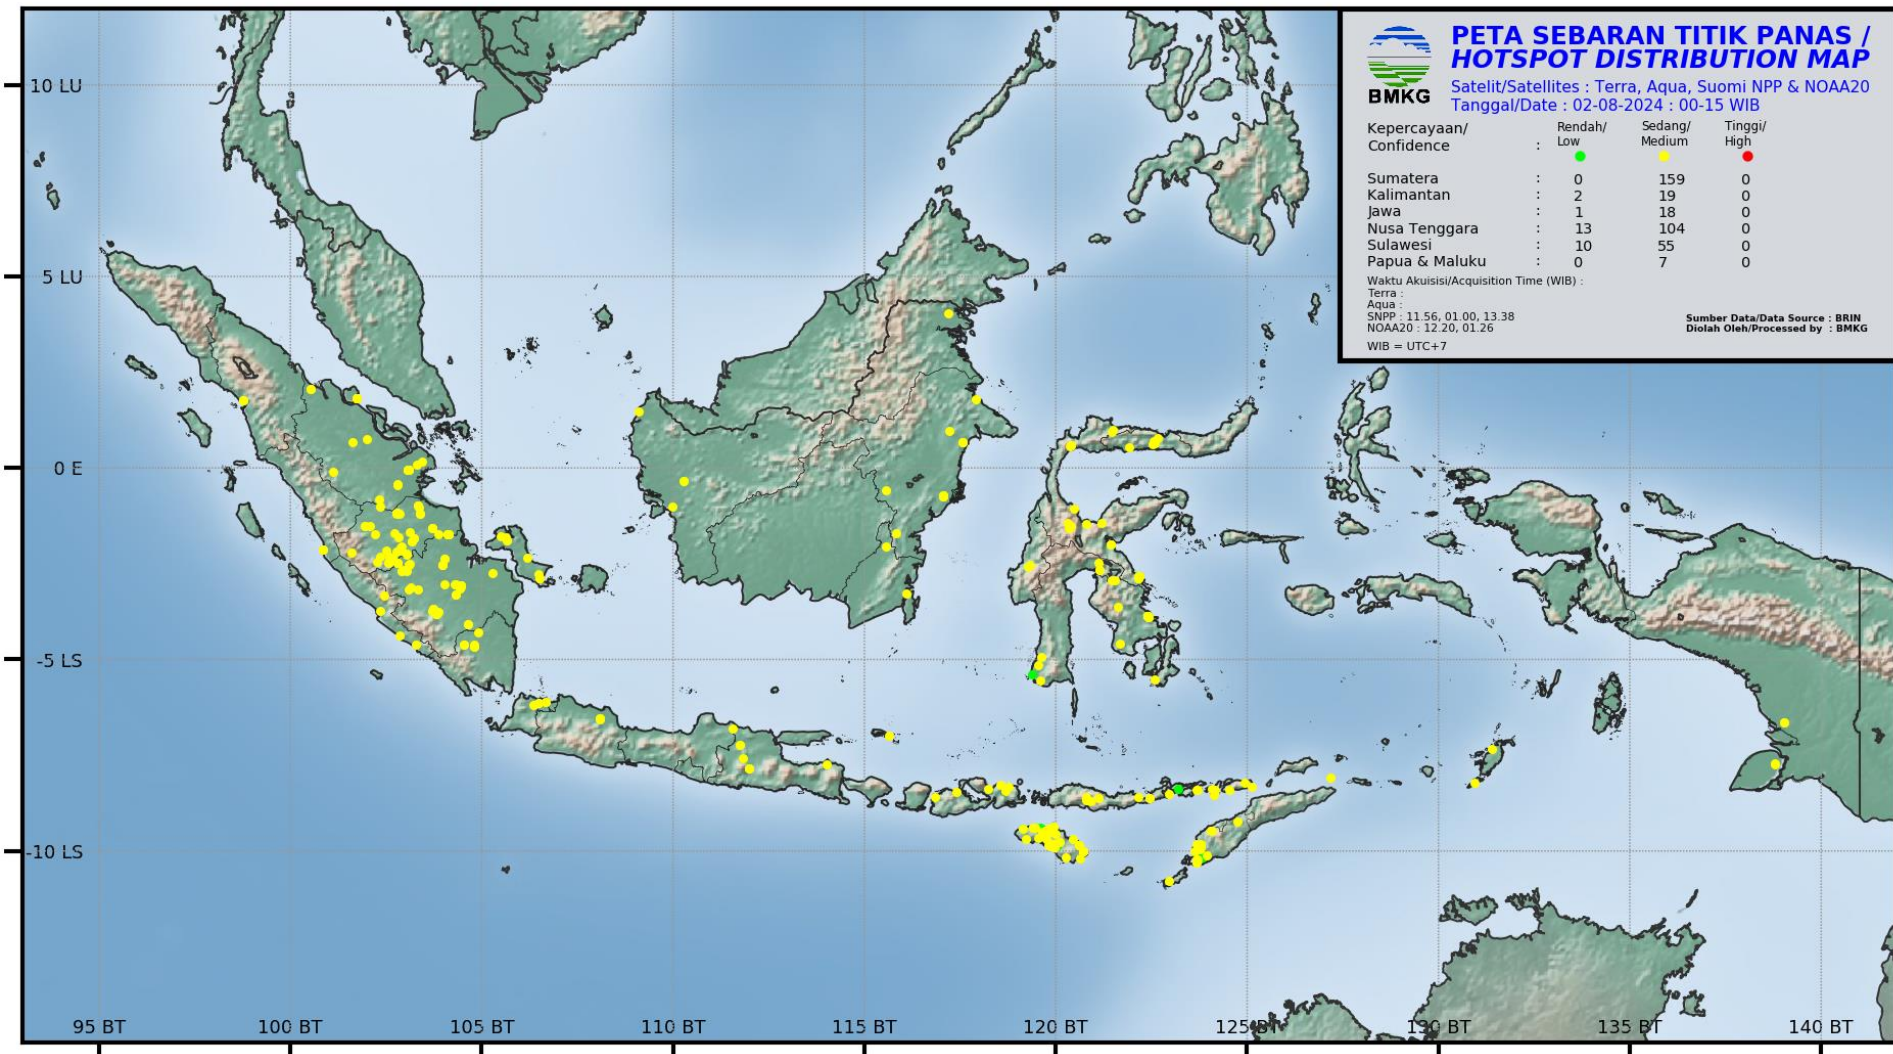 PETA SEBARAN TITIK PANAS /
HOTSPOT DISTRIBUTION MAP
Satelit/Satellites : Terra, Aqua, Suomi NPP & NOAA20
Tanggal/Date : 02-08-2024 : 00-15 WIB
BMKG
Kepercayaan/ Rendah/ Sedang/ Tinggi/
Confidence : Low Medium High
Sumatera : 0 159 0
Kalimantan : 2 19 0
Jawa : 1 18 0
Nusa Tenggara : 13 104 0
Sulawesi : 10 55 0
Papua & Maluku : 0 7 0
Waktu Akuisisi/Acquisition Time (WIB) :
Terra :
Aqua :
SNPP : 11.56, 01.00, 13.38
NOAA20 : 12.20, 01.26
WIB = UTC+7
Sumber Data/Data Source : BRIN
Diolah Oleh/Processed by : BMKG
10 LU
5 LU
0 E
-5 LS
-10 LS
95 BT 100 BT 105 BT 110 BT 115 BT 120 BT 125 BT 130 BT 135 BT 140 BT